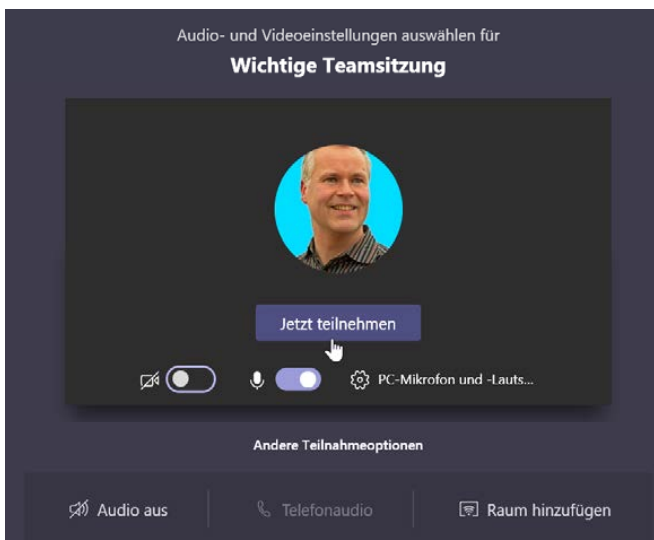 Audio- und Videoeinstellungen auswählen für
Wichtige Teamsitzung
Jetzt teilnehmen
PC-Mikrofon und -Lauts...
Andere Teilnahmeoptionen
Audio aus
Telefonaudio
Raum hinzufügen